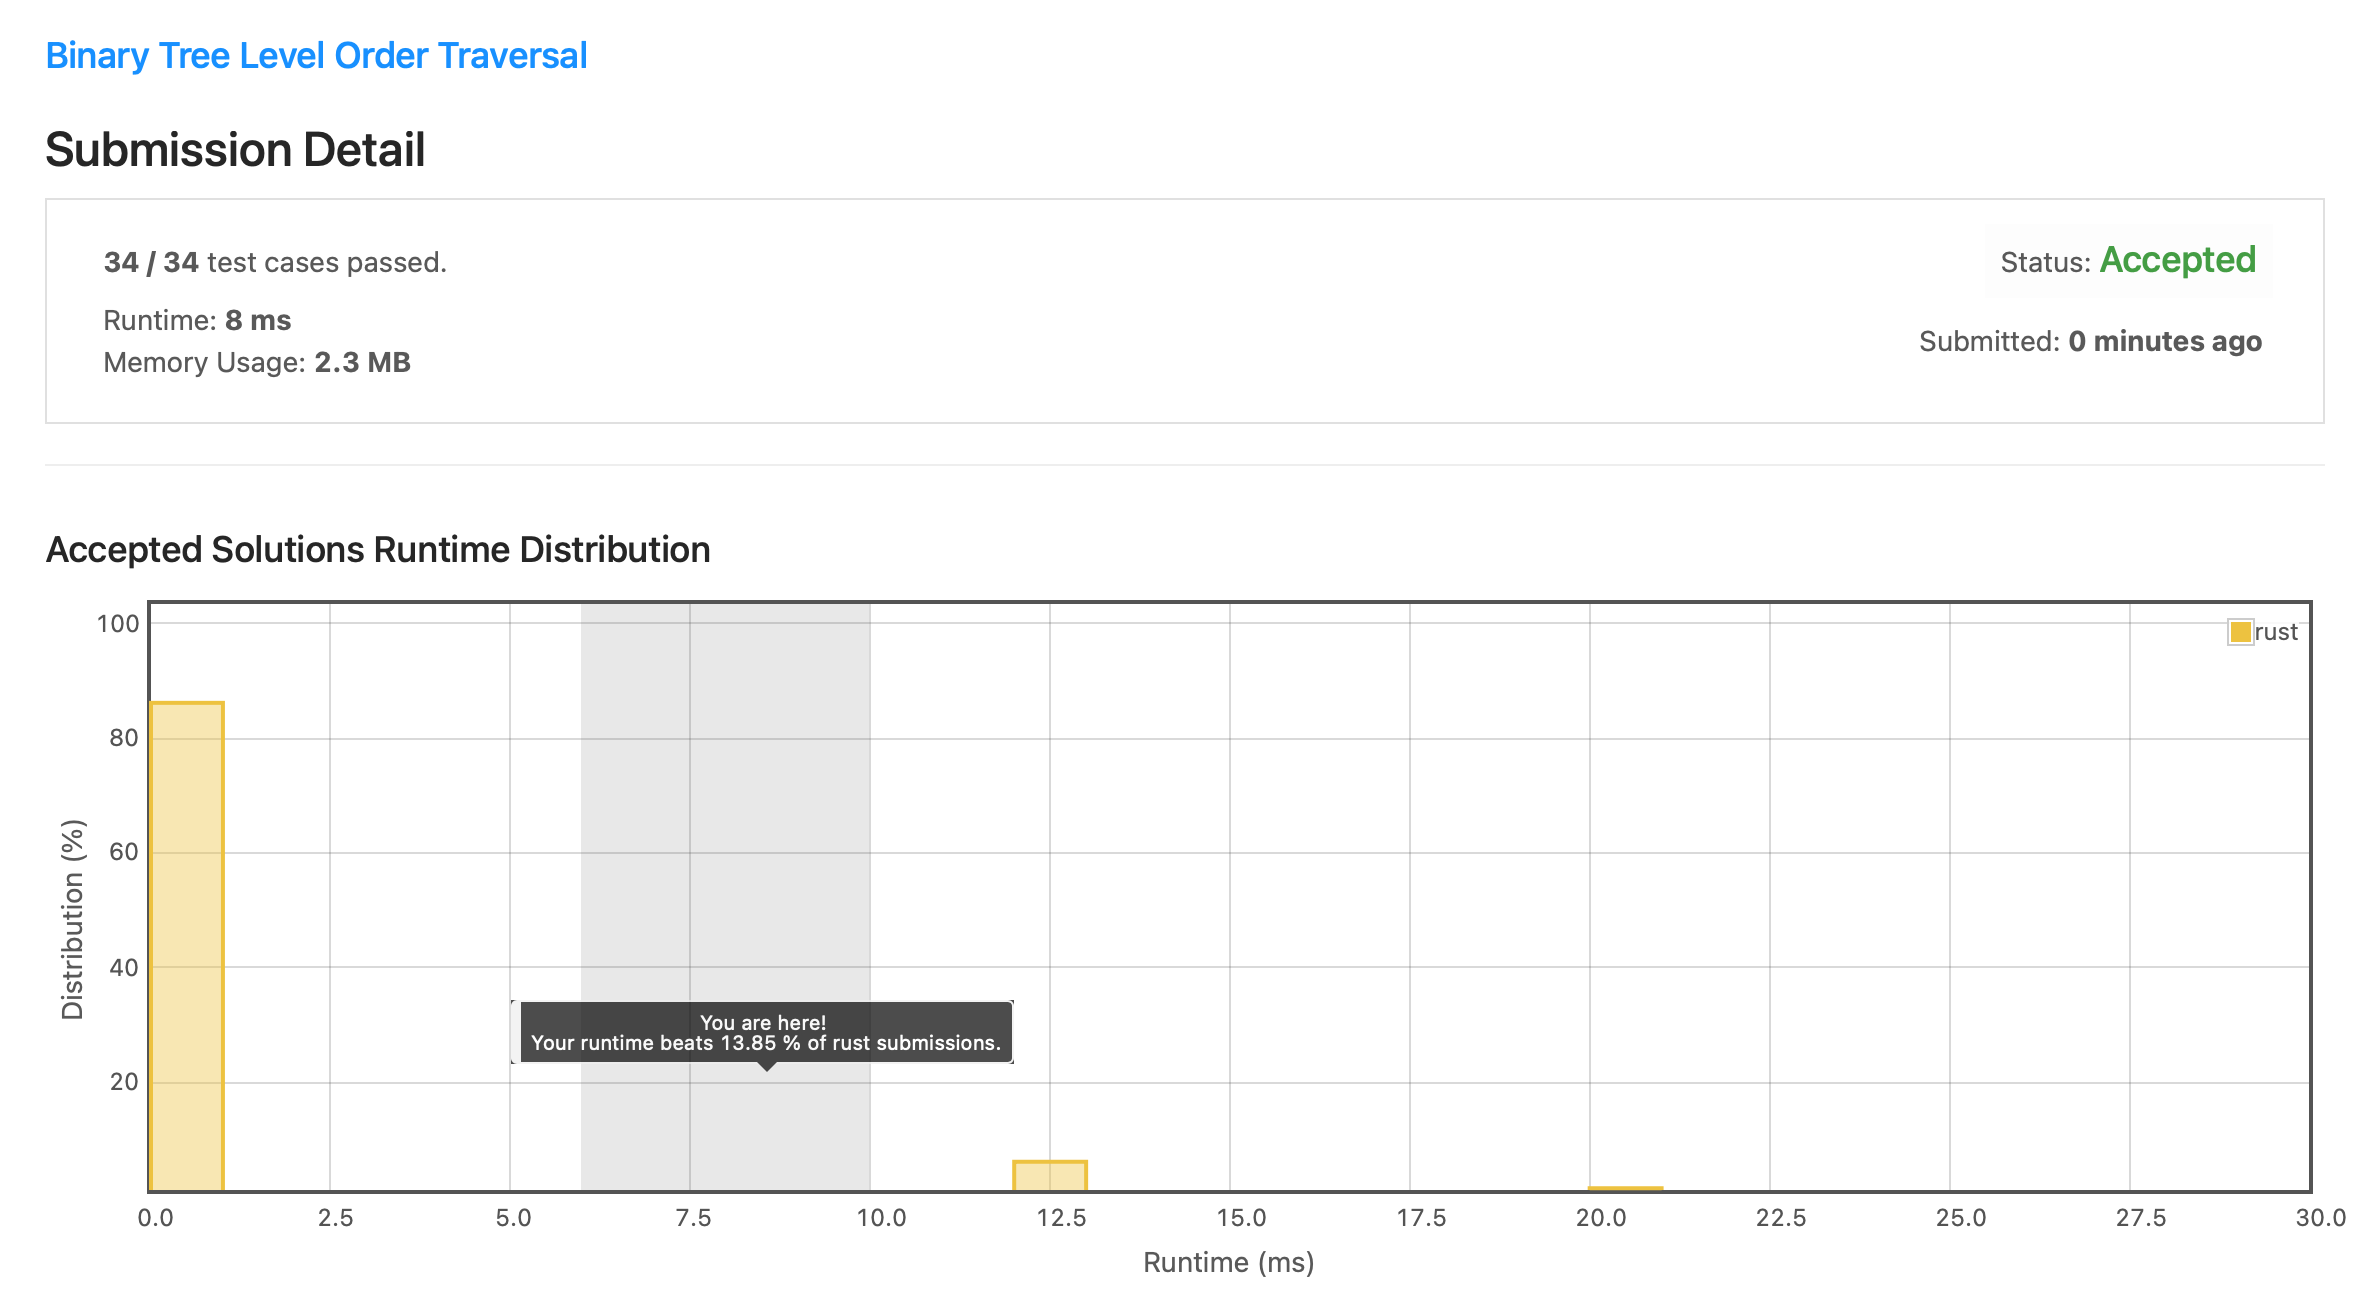 Binary Tree Level Order Traversal
Submission Detail
34 / 34 test cases passed.
Status: Accepted
Runtime: 8 ms
Submitted: 0 minutes ago
Memory Usage: 2.3 MB
Accepted Solutions Runtime Distribution
100
rust
80
60
40
20
Distribution (%)
You are here!
Your runtime beats 13.85 % of rust submissions.
0.0 2.5 5.0 7.5 10.0 12.5 15.0 17.5 20.0 22.5 25.0 27.5 30.0
Runtime (ms)